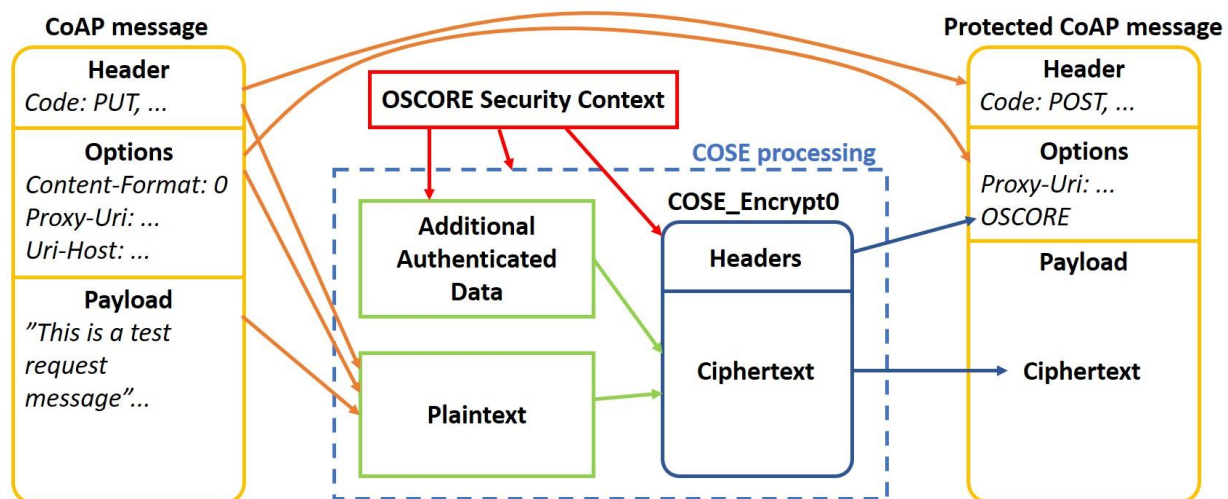 CoAP message
Header
Code: PUT, ...
Options
Content-Format: 0
Proxy-Uri: ...
Uri-Host: ...
Payload
”This is a test
request
message”...
OSCORE Security Context
COSE processing
Additional
Authenticated
Data
Plaintext
COSE_Encrypt0
Headers
Ciphertext
Protected CoAP message
Header
Code: POST, ...
Options
Proxy-Uri: ...
OSCORE
Payload
Ciphertext